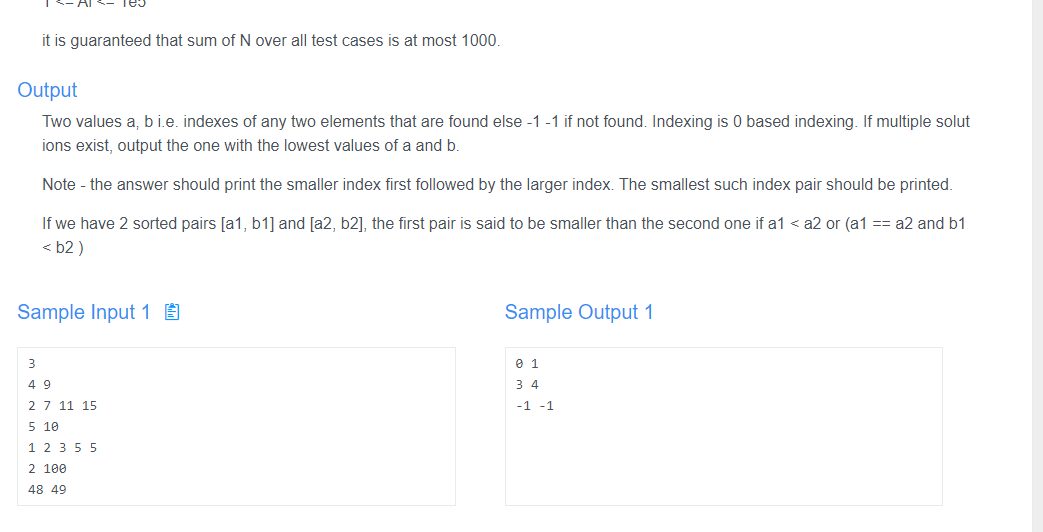 1 <= Ai <= 1e5
it is guaranteed that sum of N over all test cases is at most 1000.
Output
Two values a, b i.e. indexes of any two elements that are found else -1 -1 if not found. Indexing is 0 based indexing. If multiple solut
ions exist, output the one with the lowest values of a and b.
Note - the answer should print the smaller index first followed by the larger index. The smallest such index pair should be printed.
If we have 2 sorted pairs [a1, b1] and [a2, b2], the first pair is said to be smaller than the second one if a1 < a2 or (a1 == a2 and b1
< b2 )
Sample Input 1
3
4 9
2 7 11 15
5 10
1 2 3 5 5
2 100
48 49
Sample Output 1
0 1
3 4
-1 -1